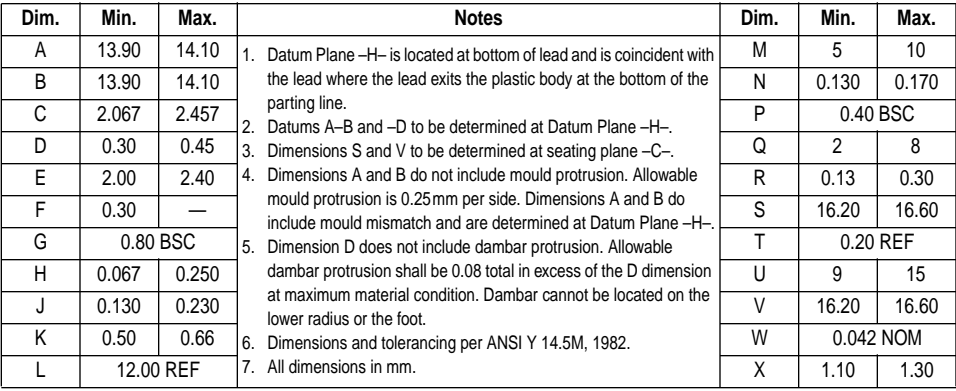 Dim. Min. Max. Notes Dim. Min. Max.
A 13.90 14.10
B 13.90 14.10
C 2.067 2.457
D 0.30 0.45
E 2.00 2.40
F 0.30 —
G 0.80 BSC
H 0.067 0.250
J 0.130 0.230
K 0.50 0.66
L 12.00 REF
1. Datum Plane –H– is located at bottom of lead and is coincident with
the lead where the lead exits the plastic body at the bottom of the
parting line.
2. Datums A–B and –D to be determined at Datum Plane –H–.
3. Dimensions S and V to be determined at seating plane –C–.
4. Dimensions A and B do not include mould protrusion. Allowable
mould protrusion is 0.25mm per side. Dimensions A and B do
include mould mismatch and are determined at Datum Plane –H–.
5. Dimension D does not include dambar protrusion. Allowable
dambar protrusion shall be 0.08 total in excess of the D dimension
at maximum material condition. Dambar cannot be located on the
lower radius or the foot.
6. Dimensions and tolerancing per ANSI Y 14.5M, 1982.
7. All dimensions in mm.
M 5 10
N 0.130 0.170
P 0.40 BSC
Q 2 8
R 0.13 0.30
S 16.20 16.60
T 0.20 REF
U 9 15
V 16.20 16.60
W 0.042 NOM
X 1.10 1.30